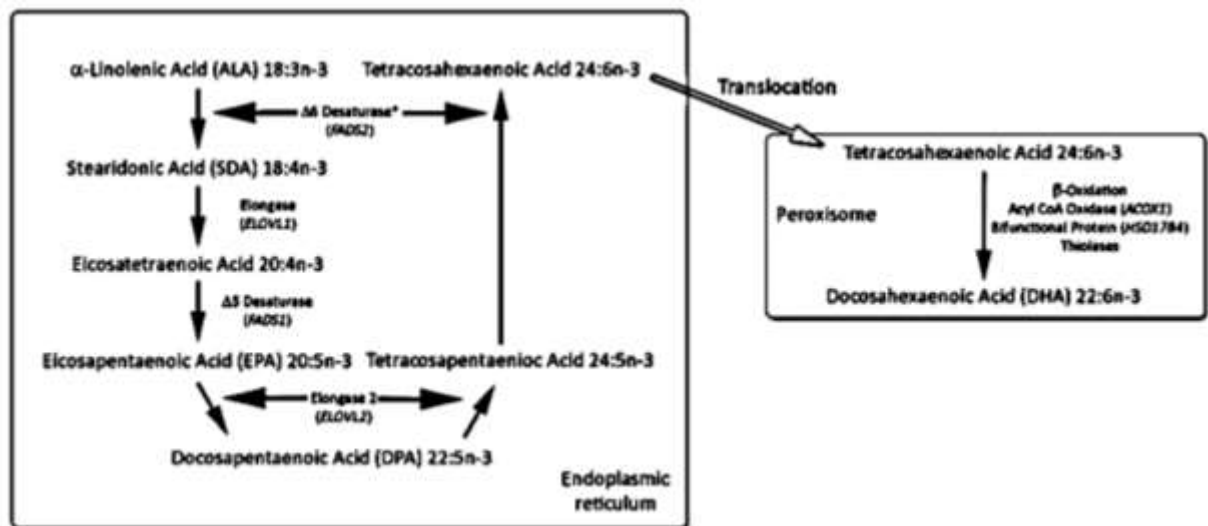 α-Linolenic Acid (ALA) 18:3n-3
Tetracosahexaenoic Acid 24:6n-3
Δ6 Desaturase*
(FADS2)
Stearidonic Acid (SDA) 18:4n-3
Elongase
(ELOVL1)
Eicosatetraenoic Acid 20:4n-3
Δ5 Desaturase
(FADS1)
Eicosapentaenoic Acid (EPA) 20:5n-3
Tetracosapentaenioc Acid 24:5n-3
Elongase 2
(ELOVL2)
Docosapentaenoic Acid (DPA) 22:5n-3
Endoplasmic
reticulum
Translocation
Tetracosahexaenoic Acid 24:6n-3
Peroxisome
β-Oxidation
Acyl CoA Oxidase (ACOX1)
Bifunctional Protein (HSD17B4)
Thiolases
Docosahexaenoic Acid (DHA) 22:6n-3